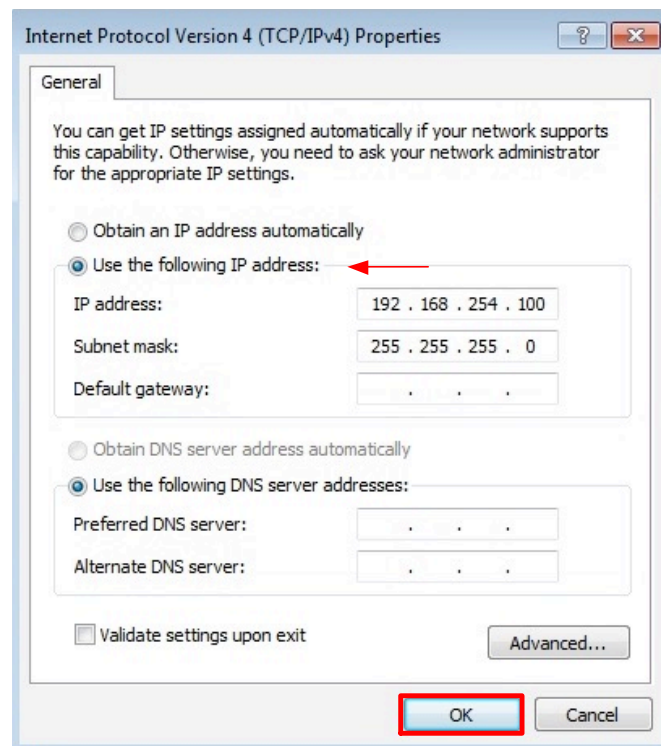 Internet Protocol Version 4 (TCP/IPv4) Properties
General
You can get IP settings assigned automatically if your network supports
this capability. Otherwise, you need to ask your network administrator
for the appropriate IP settings.
Obtain an IP address automatically
Use the following IP address:
IP address: 192 . 168 . 254 . 100
Subnet mask: 255 . 255 . 255 . 0
Default gateway: . . .
Obtain DNS server address automatically
Use the following DNS server addresses:
Preferred DNS server: . . .
Alternate DNS server: . . .
Validate settings upon exit
Advanced...
OK Cancel